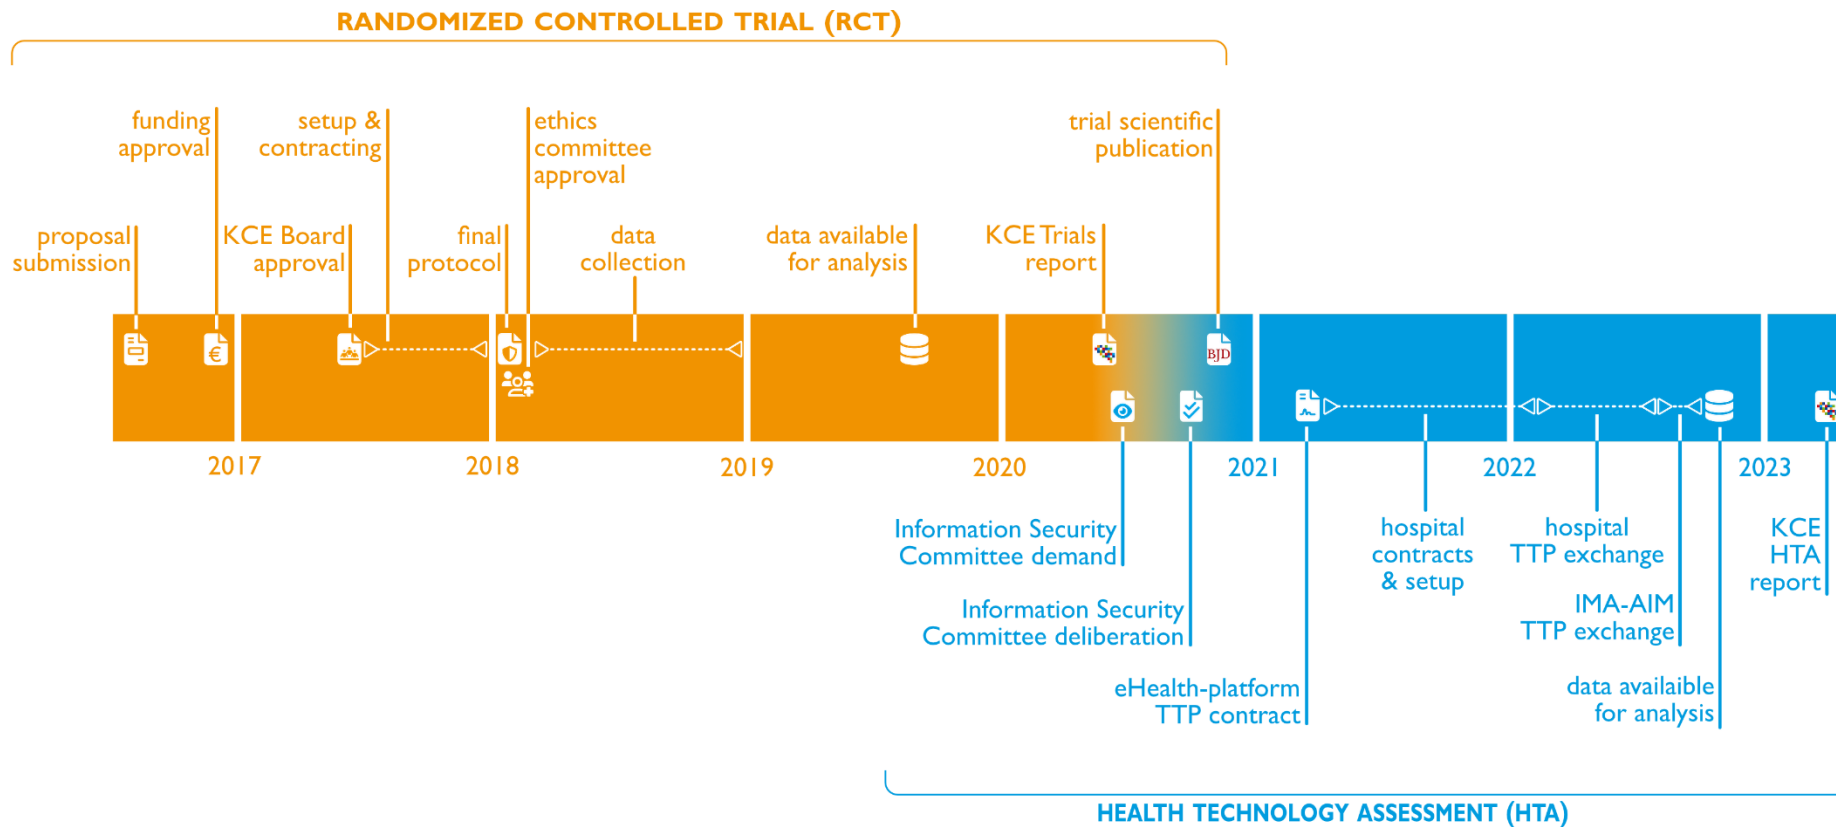 RANDOMIZED CONTROLLED TRIAL (RCT)
funding
approval
setup &
contracting
ethics
committee
approval
trial scientific
publication
proposal
submission
KCE Board
approval
final
protocol
data
collection
data available
for analysis
KCE Trials
report
€
BJD
2017
2018
2019
2020
2021
2022
2023
Information Security
Committee demand
hospital
contracts
& setup
hospital
TTP exchange
KCE
HTA
report
Information Security
Committee deliberation
IMA-AIM
TTP exchange
eHealth-platform
TTP contract
data availaible
for analysis
HEALTH TECHNOLOGY ASSESSMENT (HTA)